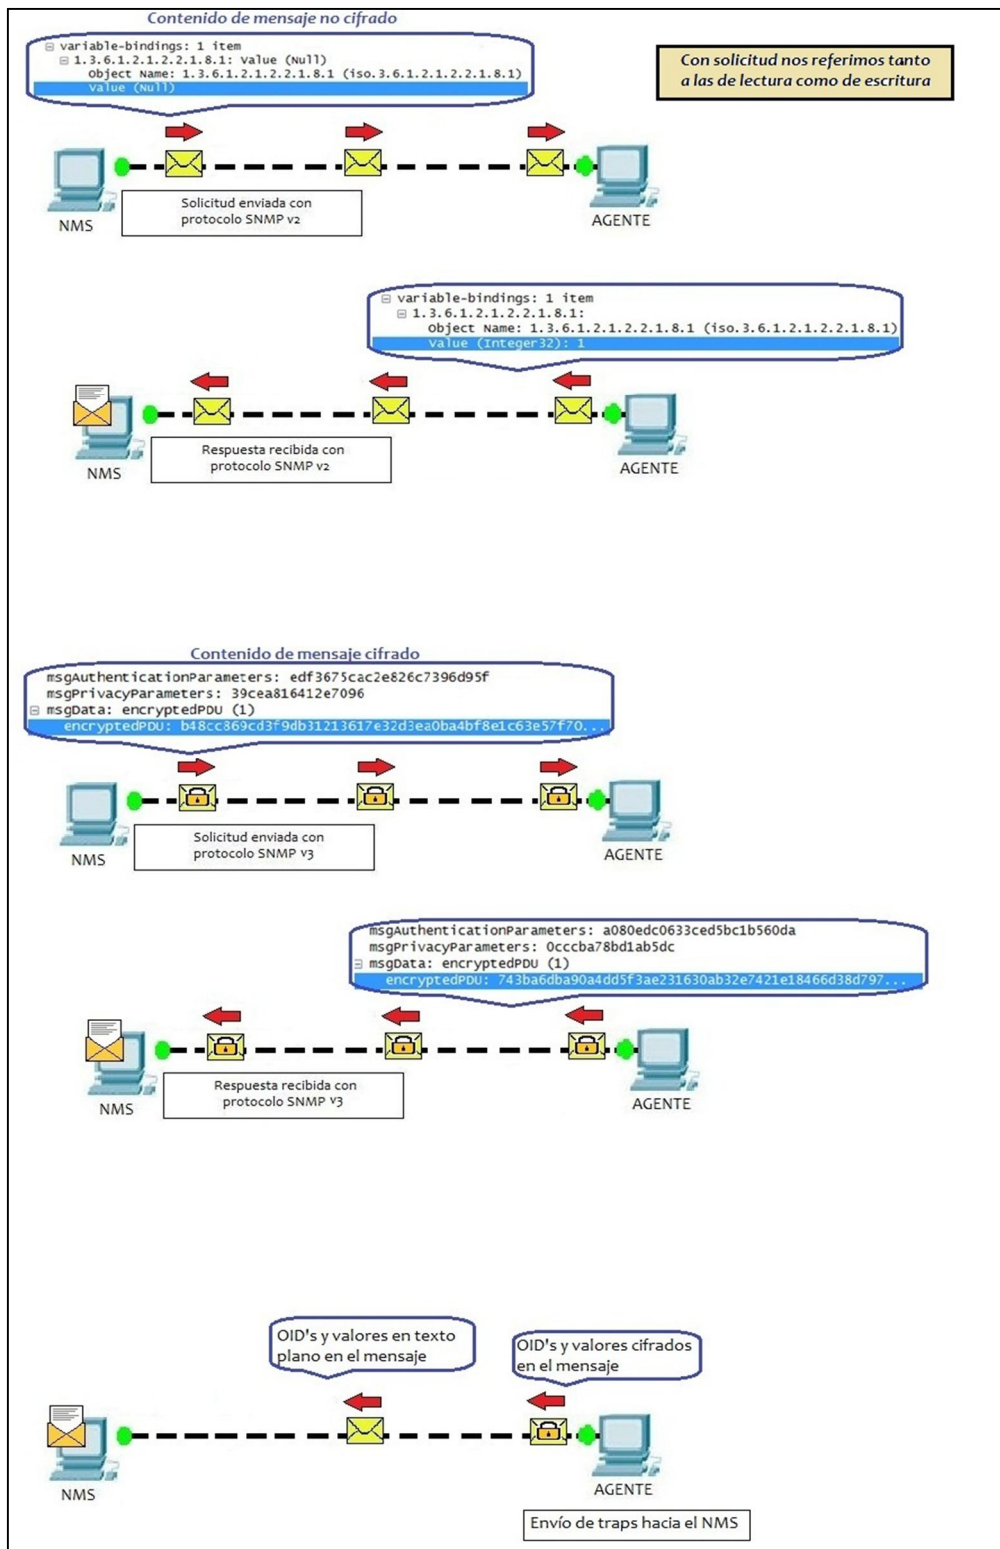 Contenido de mensaje no cifrado
variable-bindings: 1 item
1.3.6.1.2.1.2.2.1.8.1: Value (Null)
Object Name: 1.3.6.1.2.1.2.2.1.8.1 (iso.3.6.1.2.1.2.2.1.8.1)
Value (Null)
Con solicitud nos referimos tanto
a las de lectura como de escritura
NMS
Solicitud enviada con
protocolo SNMP v2
AGENTE
variable-bindings: 1 item
1.3.6.1.2.1.2.2.1.8.1:
Object Name: 1.3.6.1.2.1.2.2.1.8.1 (iso.3.6.1.2.1.2.2.1.8.1)
Value (Integer32): 1
NMS
Respuesta recibida con
protocolo SNMP v2
AGENTE
Contenido de mensaje cifrado
msgAuthenticationParameters: edf3675cac2e826c7396d95f
msgPrivacyParameters: 39cea816412e7096
msgData: encryptedPDU (1)
encryptedPDU: b48cc869cd3f9db31213617e32d3ea0ba4bf8e1c63e57f70...
NMS
Solicitud enviada con
protocolo SNMP v3
AGENTE
msgAuthenticationParameters: a080edc0633ced5bc1b560da
msgPrivacyParameters: 0cccba78bd1ab5dc
msgData: encryptedPDU (1)
encryptedPDU: 743ba6dba90a4dd5f3ae231630ab32e7421e18466d38d797...
NMS
Respuesta recibida con
protocolo SNMP v3
AGENTE
OID's y valores en texto
plano en el mensaje
OID's y valores cifrados
en el mensaje
NMS
AGENTE
Envío de traps hacia el NMS